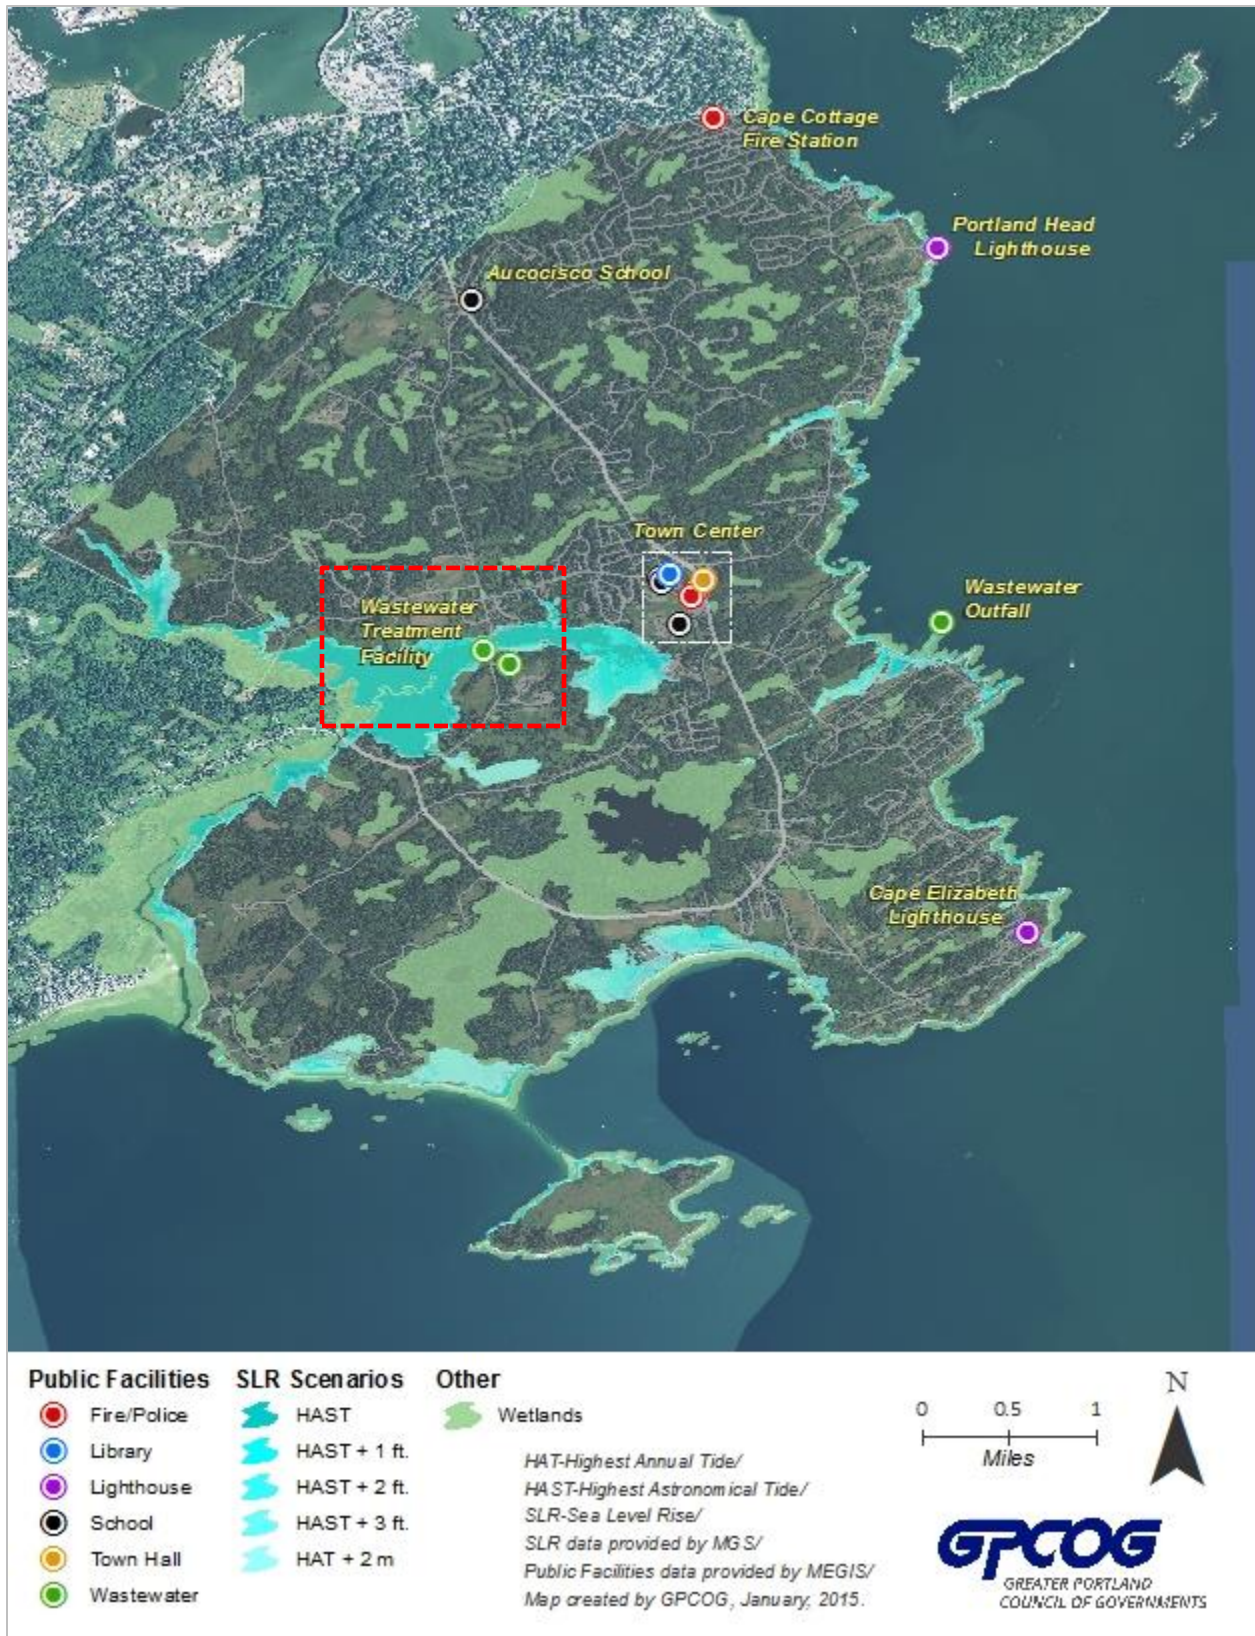 Cape Cottage
Fire Station
Portland Head
Lighthouse
Aucocisco School
Town Center
Wastewater
Treatment
Facility
Wastewater
Outfall
Cape Elizabeth
Lighthouse
Public Facilities
Fire/Police
Library
Lighthouse
School
Town Hall
Wastewater
SLR Scenarios
HAST
HAST + 1 ft.
HAST + 2 ft.
HAST + 3 ft.
HAT + 2 m
Other
Wetlands
HAT-Highest Annual Tide/
HAST-Highest Astronomical Tide/
SLR-Sea Level Rise/
SLR data provided by MGS/
Public Facilities data provided by MEGIS/
Map created by GPCOG, January, 2015.
0 0.5 1
Miles
N
GPCOG
GREATER PORTLAND
COUNCIL OF GOVERNMENTS